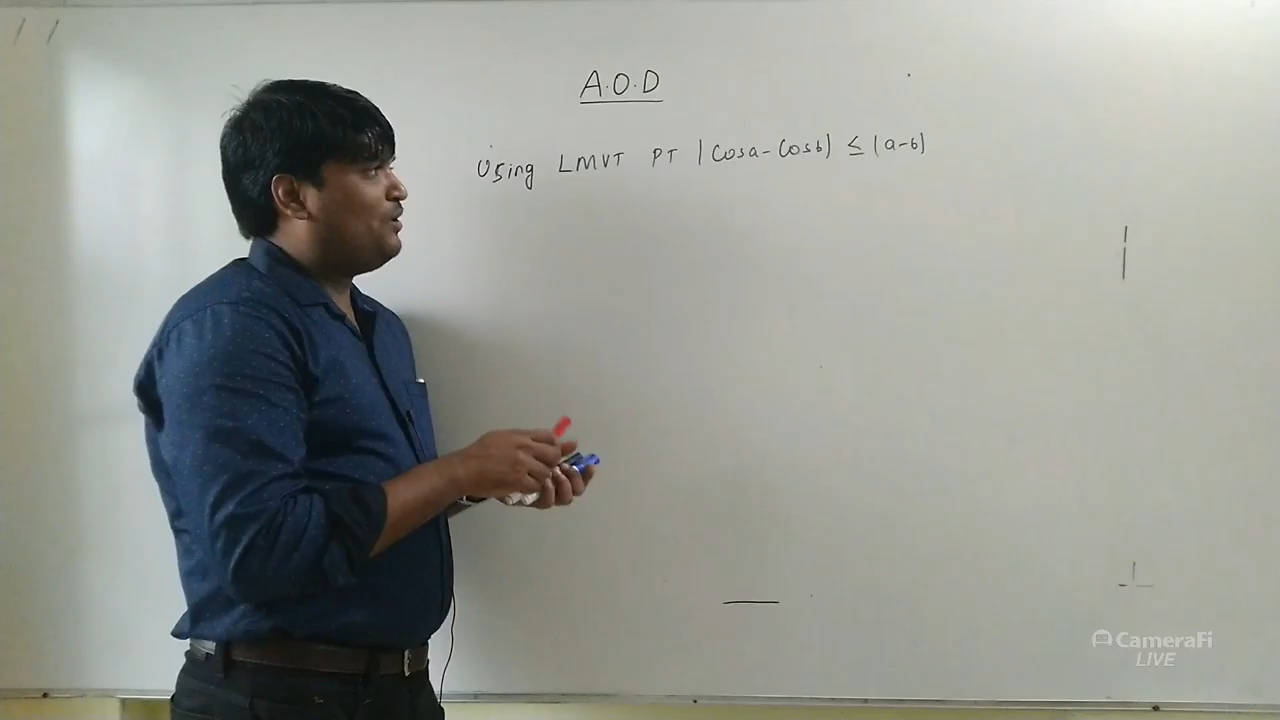 A.O.D
Using LMVT PT |Cosa - Cosb| ≤ |a-b|
CameraFi
LIVE